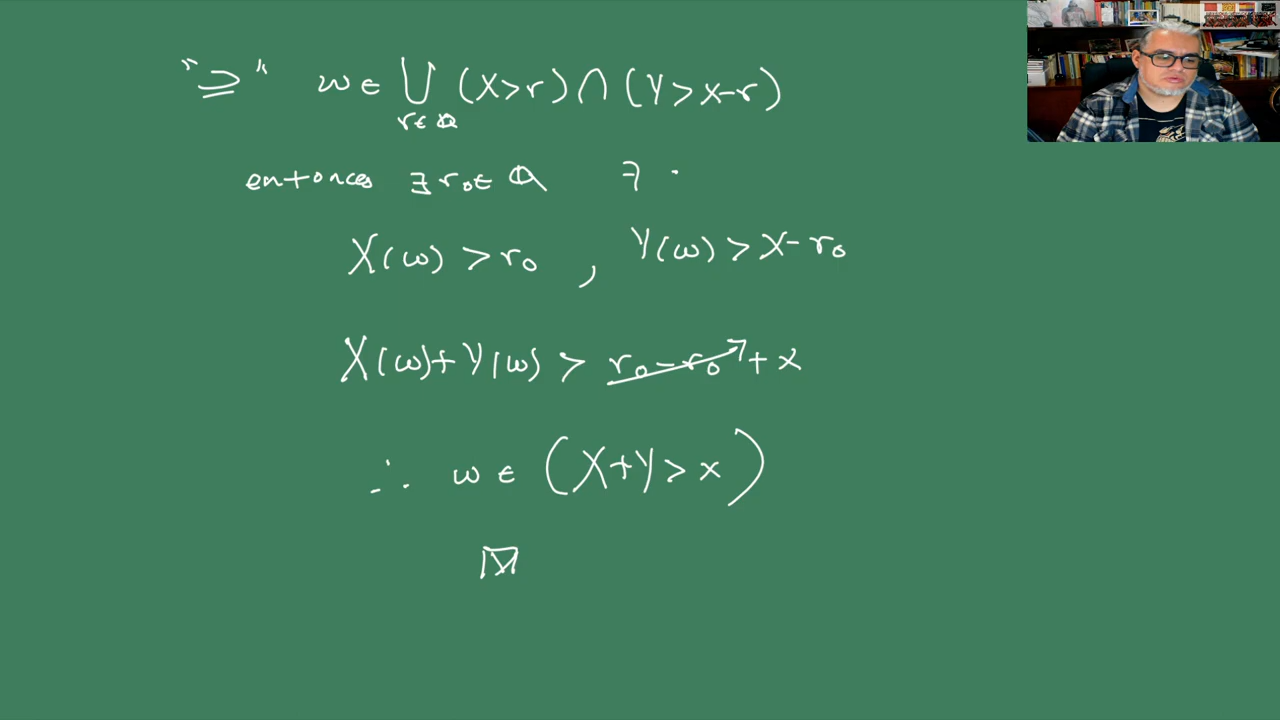 "⊇" ω ∈ ⋃ (X>r) ∩ (Y>x-r)
r∈ℚ
entonces ∃ r₀∈ ℚ ∋ ·
X(ω) > r₀ , Y(ω) > x-r₀
X(ω)+Y(ω) > r₀-r₀+x
∴ ω ∈ (X+Y>x)